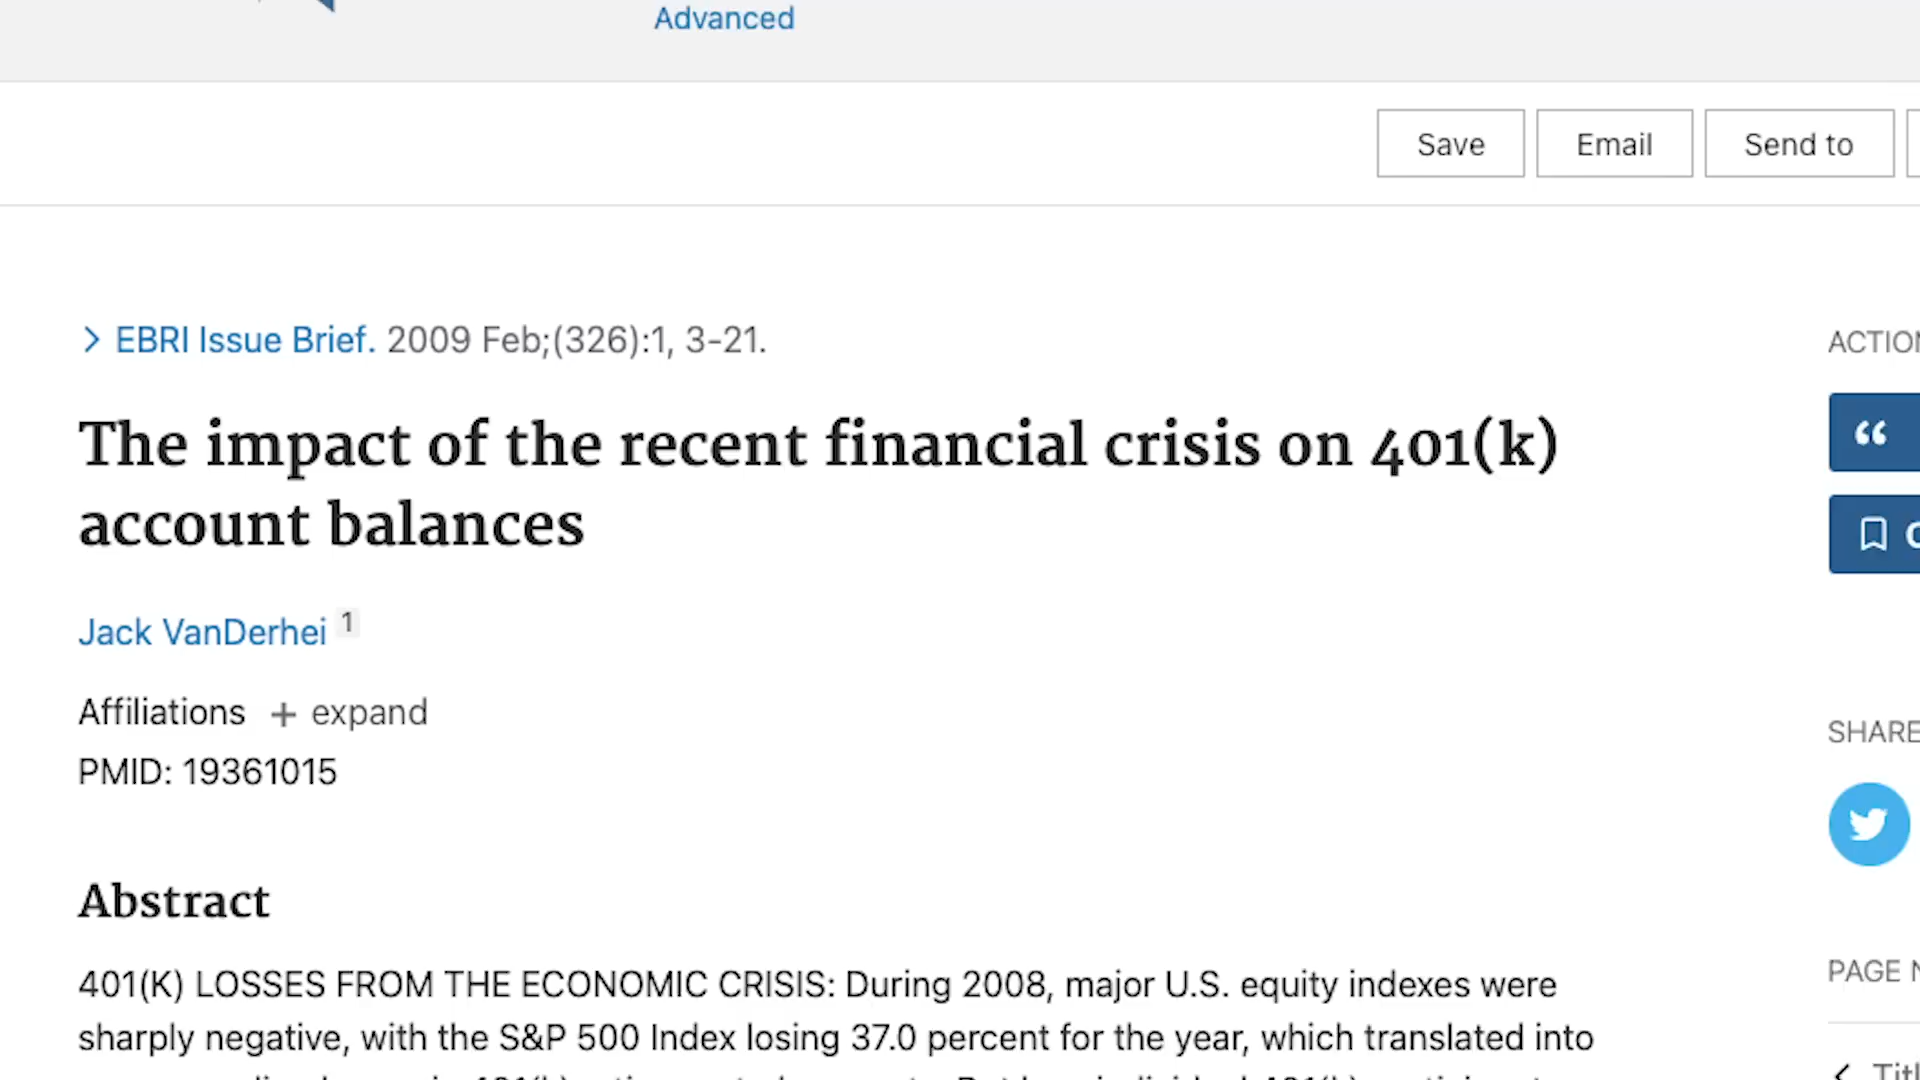 Advanced
Save
Email
Send to
EBRI Issue Brief. 2009 Feb;(326):1, 3-21.
The impact of the recent financial crisis on 401(k)
account balances
Jack VanDerhei 1
Affiliations + expand
PMID: 19361015
Abstract
401(K) LOSSES FROM THE ECONOMIC CRISIS: During 2008, major U.S. equity indexes were
sharply negative, with the S&P 500 Index losing 37.0 percent for the year, which translated into
SHARE
PAGE